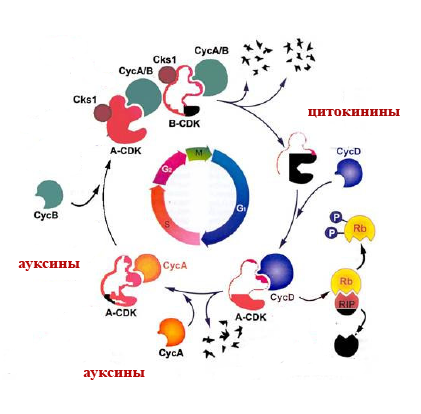 CycA/B
Cks1
CycA/B
Cks1
B-CDK
A-CDK
цитокинины
CycD
M
G₂
G₁
S
CycB
P
P
Rb
ауксины
CycA
A-CDK
CycD
A-CDK
Rb
RIP
CycA
ауксины